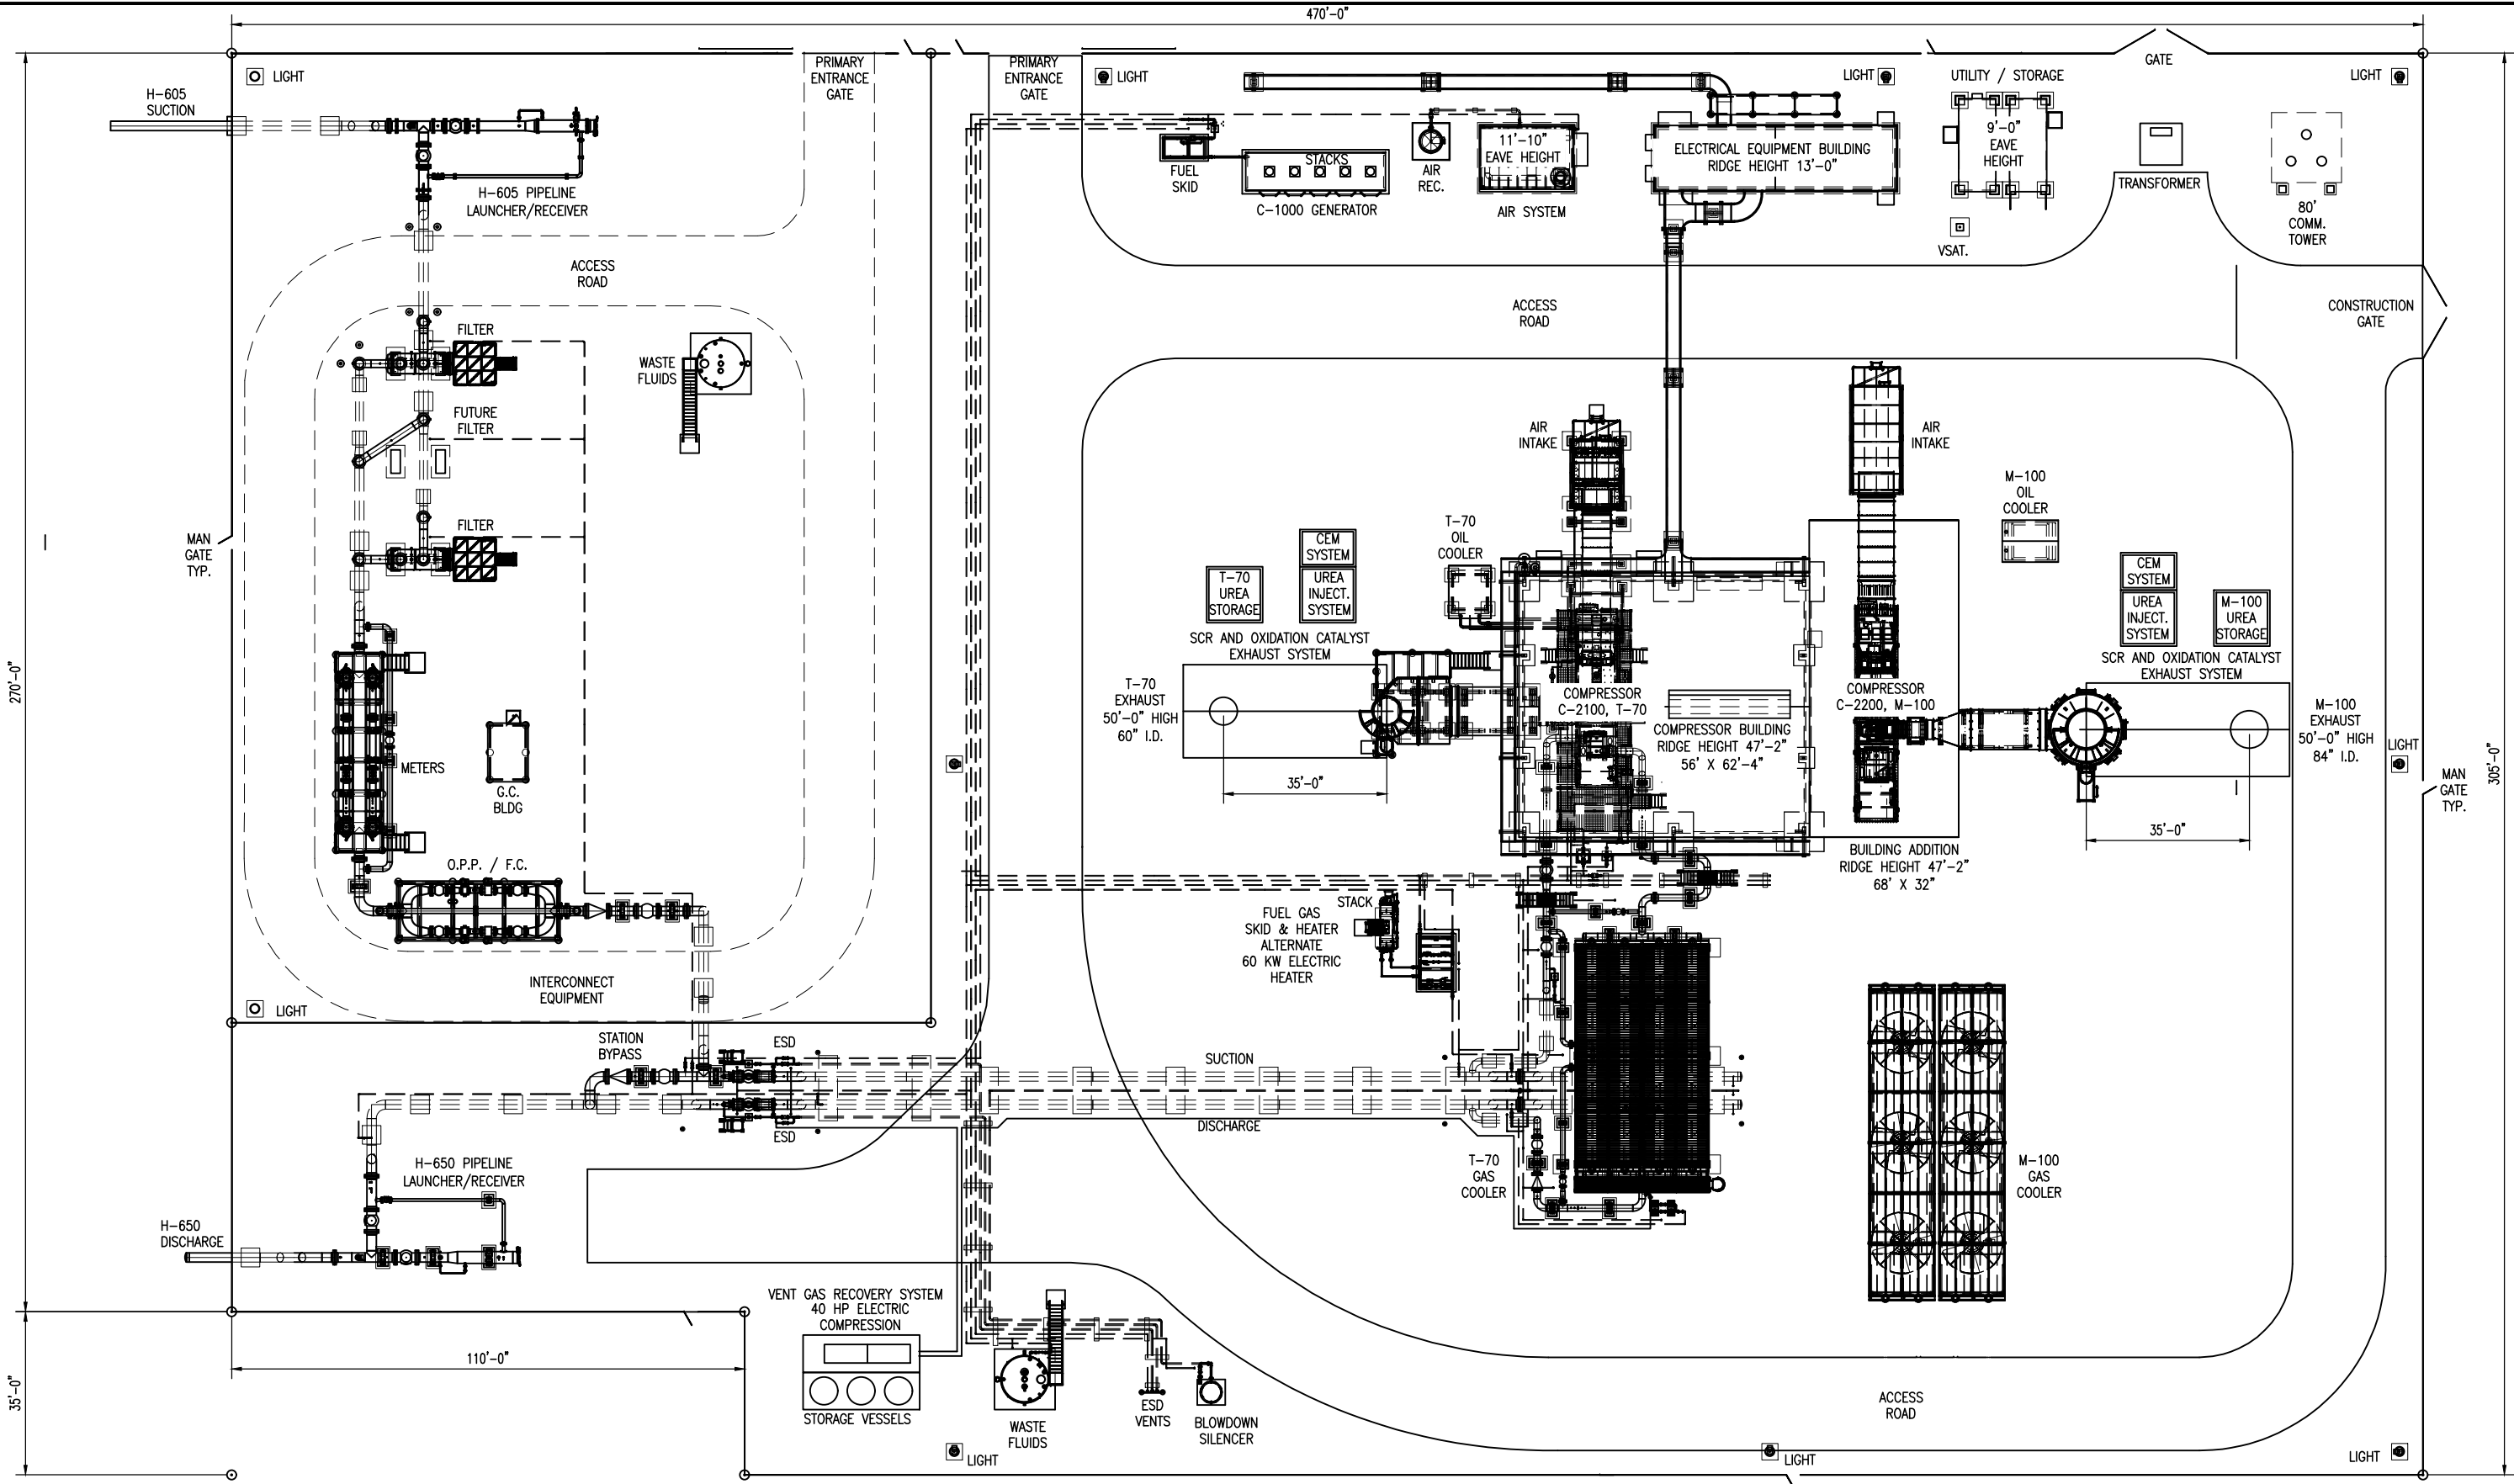 470'-0"
PRIMARY
ENTRANCE
GATE
PRIMARY
ENTRANCE
GATE
GATE
LIGHT
LIGHT
LIGHT
LIGHT
UTILITY / STORAGE
H-605
SUCTION
H-605 PIPELINE
LAUNCHER/RECEIVER
FUEL
SKID
STACKS
C-1000 GENERATOR
AIR
REC.
11'-10"
EAVE HEIGHT
AIR SYSTEM
ELECTRICAL EQUIPMENT BUILDING
RIDGE HEIGHT 13'-0"
9'-0"
EAVE
HEIGHT
VSAT.
TRANSFORMER
80'
COMM.
TOWER
ACCESS
ROAD
ACCESS
ROAD
CONSTRUCTION
GATE
FILTER
WASTE
FLUIDS
FUTURE
FILTER
FILTER
MAN
GATE
TYP.
270'-0"
AIR
INTAKE
AIR
INTAKE
M-100
OIL
COOLER
T-70
OIL
COOLER
CEM
SYSTEM
T-70
UREA
STORAGE
UREA
INJECT.
SYSTEM
SCR AND OXIDATION CATALYST
EXHAUST SYSTEM
CEM
SYSTEM
UREA
INJECT.
SYSTEM
M-100
UREA
STORAGE
SCR AND OXIDATION CATALYST
EXHAUST SYSTEM
T-70
EXHAUST
50'-0" HIGH
60" I.D.
35'-0"
COMPRESSOR
C-2100, T-70
COMPRESSOR BUILDING
RIDGE HEIGHT 47'-2"
56' X 62'-4"
COMPRESSOR
C-2200, M-100
M-100
EXHAUST
50'-0" HIGH
84" I.D.
35'-0"
LIGHT
MAN
GATE
TYP.
305'-0"
METERS
G.C.
BLDG
O.P.P. / F.C.
BUILDING ADDITION
RIDGE HEIGHT 47'-2"
68' X 32"
STACK
FUEL GAS
SKID & HEATER
ALTERNATE
60 KW ELECTRIC
HEATER
INTERCONNECT
EQUIPMENT
LIGHT
STATION
BYPASS
ESD
ESD
SUCTION
DISCHARGE
H-650 PIPELINE
LAUNCHER/RECEIVER
H-650
DISCHARGE
T-70
GAS
COOLER
M-100
GAS
COOLER
VENT GAS RECOVERY SYSTEM
40 HP ELECTRIC
COMPRESSION
STORAGE VESSELS
110'-0"
35'-0"
WASTE
FLUIDS
ESD
VENTS
BLOWDOWN
SILENCER
ACCESS
ROAD
LIGHT
LIGHT
LIGHT